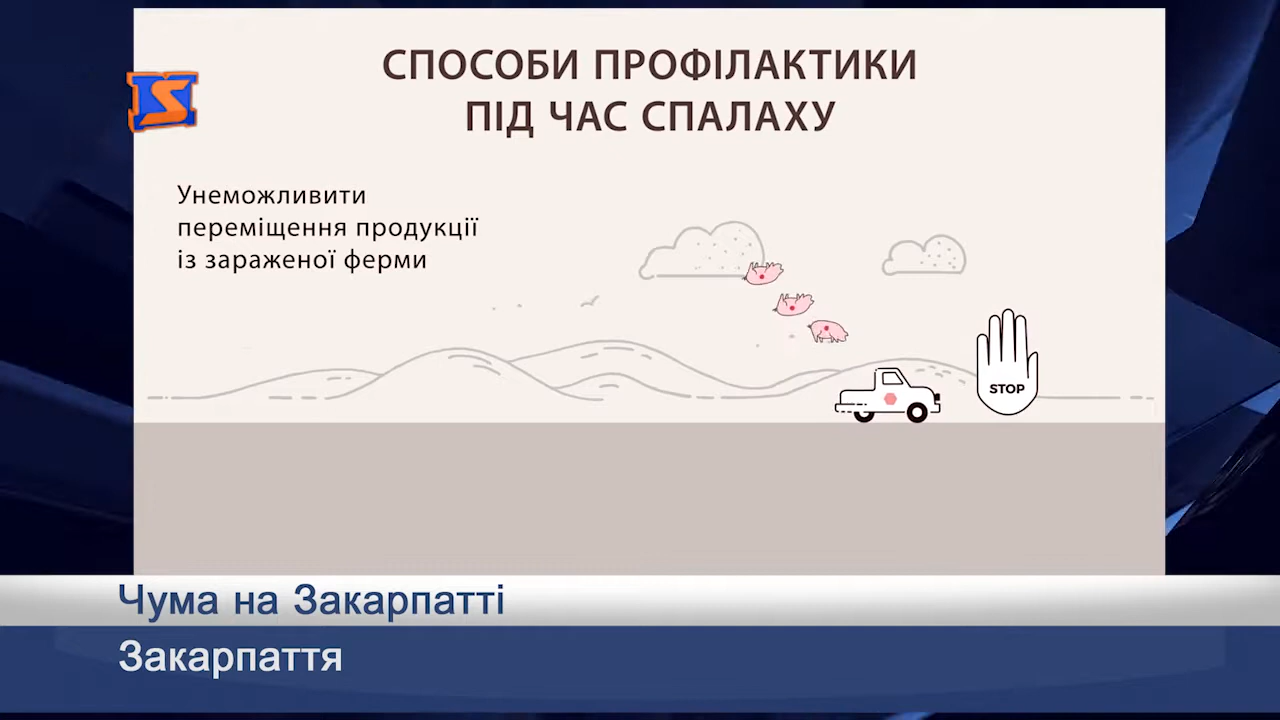 СПОСОБИ ПРОФІЛАКТИКИ
ПІД ЧАС СПАЛАХУ
Унеможливити
переміщення продукції
із зараженої ферми
STOP
Чума на Закарпатті
Закарпаття